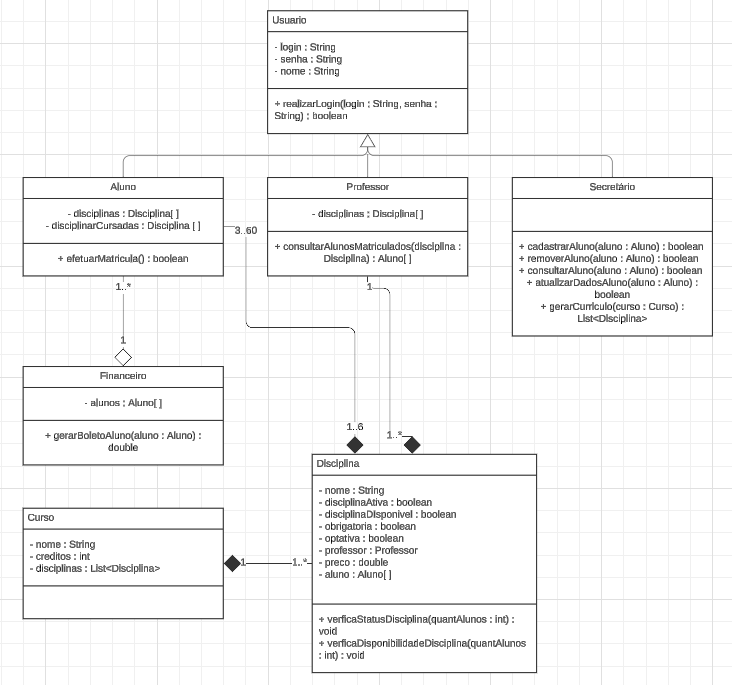 Usuario
- login : String
- senha : String
- nome : String
+ realizarLogin(login : String, senha :
String) : boolean
Aluno
- disciplinas : Disciplina[ ]
- disciplinarCursadas : Disciplina [ ]
+ efetuarMatricula() : boolean
Professor
- disciplinas : Disciplina[ ]
+ consultarAlunosMatriculados(disciplina :
Disciplina) : Aluno[ ]
Secretário
+ cadastrarAluno(aluno : Aluno) : boolean
+ removerAluno(aluno : Aluno) : boolean
+ consultarAluno(aluno : Aluno) : boolean
+ atualizarDadosAluno(aluno : Aluno) :
boolean
+ gerarCurrículo(curso : Curso) :
List<Disciplina>
3..60
1..*
1
1
Financeiro
- alunos : Aluno[ ]
+ gerarBoletoAluno(aluno : Aluno) :
double
1..6
1..*
Disciplina
- nome : String
- disciplinaAtiva : boolean
- disciplinaDisponivel : boolean
- obrigatoria : boolean
- optativa : boolean
- professor : Professor
- preco : double
- aluno : Aluno[ ]
+ verficaStatusDisciplina(quantAlunos : int) :
void
+ verficaDisponibilidadeDisciplina(quantAlunos
: int) : void
Curso
- nome : String
- creditos : int
- disciplinas : List<Disciplina>
1
1..*